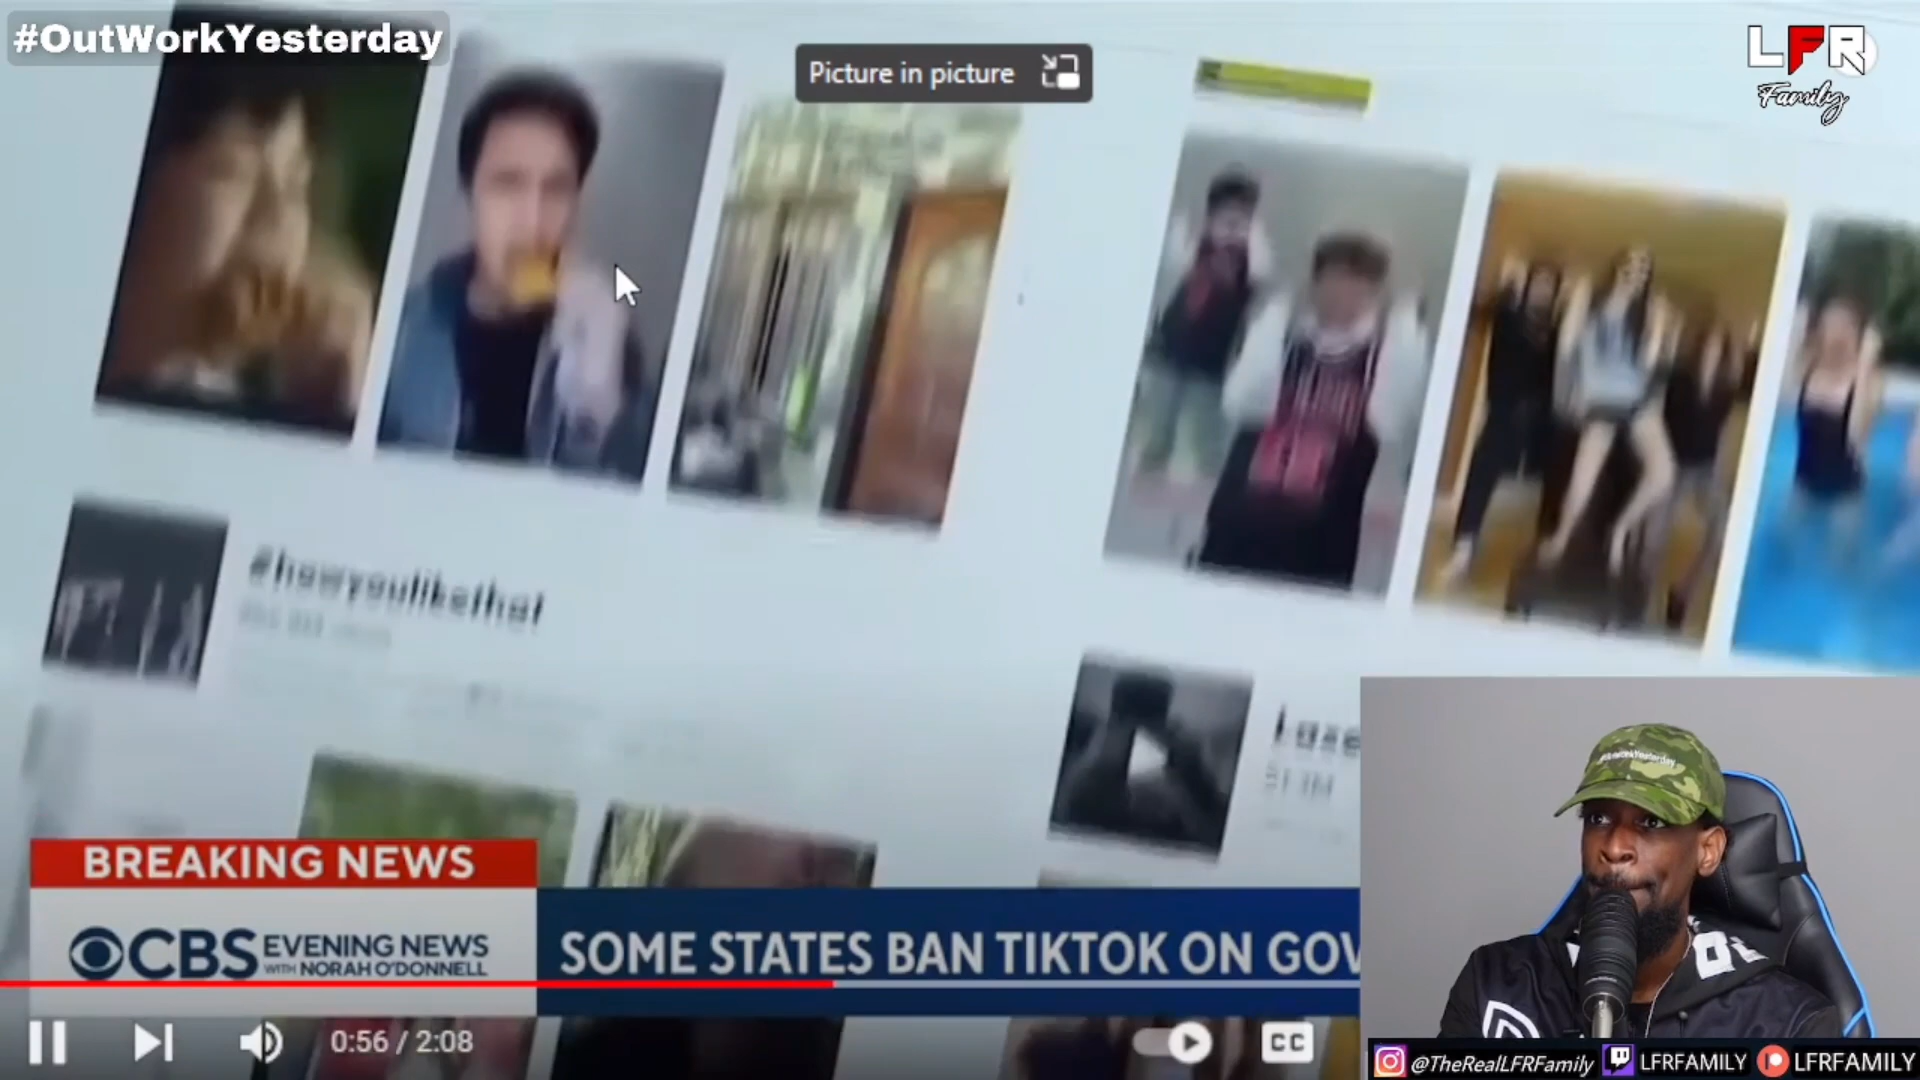 #OutWorkYesterday
Picture in picture
LFR
Family
#howyoulikethat
BREAKING NEWS
CBS EVENING NEWS
WITH NORAH O'DONNELL
SOME STATES BAN TIKTOK ON GOV
0:56 / 2:08
CC
#OutWorkYesterday
@TheRealLFRFamily
LFRFAMILY
LFRFAMILY